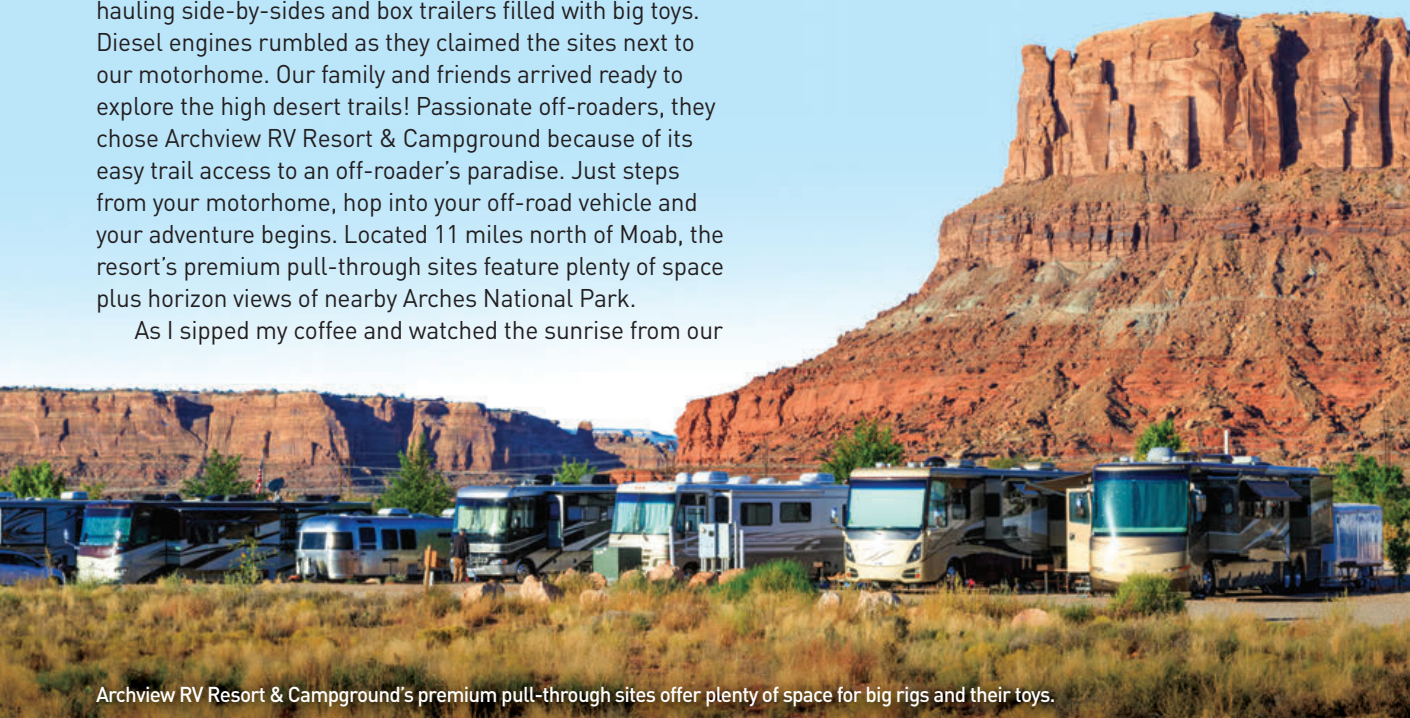 hauling side-by-sides and box trailers filled with big toys.
Diesel engines rumbled as they claimed the sites next to
our motorhome. Our family and friends arrived ready to
explore the high desert trails! Passionate off-roaders, they
chose Archview RV Resort & Campground because of its
easy trail access to an off-roader’s paradise. Just steps
from your motorhome, hop into your off-road vehicle and
your adventure begins. Located 11 miles north of Moab, the
resort’s premium pull-through sites feature plenty of space
plus horizon views of nearby Arches National Park.
As I sipped my coffee and watched the sunrise from our
Archview RV Resort & Campground’s premium pull-through sites offer plenty of space for big rigs and their toys.